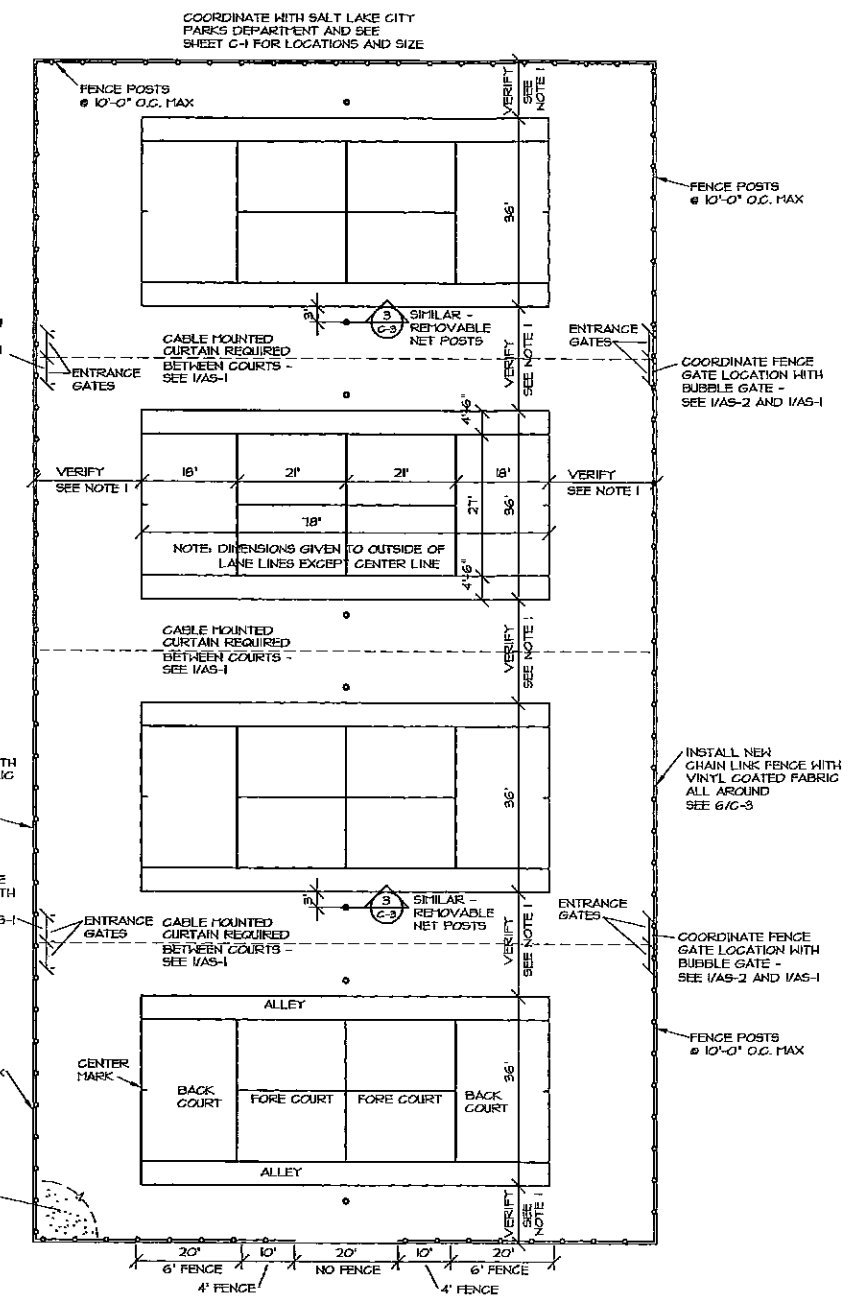 COORDINATE WITH SALT LAKE CITY
PARKS DEPARTMENT AND SEE
SHEET C-1 FOR LOCATIONS AND SIZE
FENCE POSTS
@ 10'-0" O.C. MAX
VERIFY
SEE
NOTE 1
FENCE POSTS
@ 10'-0" O.C. MAX
36'
3'
3
C-3
SIMILAR -
REMOVABLE
NET POSTS
ENTRANCE
GATES
CABLE MOUNTED
CURTAIN REQUIRED
BETWEEN COURTS -
SEE 1/AS-1
VERIFY
SEE NOTE 1
ENTRANCE
GATES
COORDINATE FENCE
GATE LOCATION WITH
BUBBLE GATE -
SEE 1/AS-2 AND 1/AS-1
4'-6"
VERIFY
SEE NOTE 1
18'
21'
21'
18'
27'
36'
VERIFY
SEE NOTE 1
78'
NOTE: DIMENSIONS GIVEN TO OUTSIDE OF
LANE LINES EXCEPT CENTER LINE
4'-6"
CABLE MOUNTED
CURTAIN REQUIRED
BETWEEN COURTS -
SEE 1/AS-1
VERIFY
SEE NOTE 1
INSTALL NEW
CHAIN LINK FENCE WITH
VINYL COATED FABRIC
ALL AROUND
SEE 6/C-3
36'
3'
3
C-3
SIMILAR -
REMOVABLE
NET POSTS
ENTRANCE
GATES
CABLE MOUNTED
CURTAIN REQUIRED
BETWEEN COURTS -
SEE 1/AS-1
VERIFY
SEE NOTE 1
ENTRANCE
GATES
COORDINATE FENCE
GATE LOCATION WITH
BUBBLE GATE -
SEE 1/AS-2 AND 1/AS-1
ALLEY
CENTER
MARK
BACK
COURT
FORE COURT
FORE COURT
BACK
COURT
36'
FENCE POSTS
@ 10'-0" O.C. MAX
ALLEY
VERIFY
SEE
NOTE 1
20'
10'
20'
10'
20'
6' FENCE
NO FENCE
6' FENCE
4' FENCE
4' FENCE